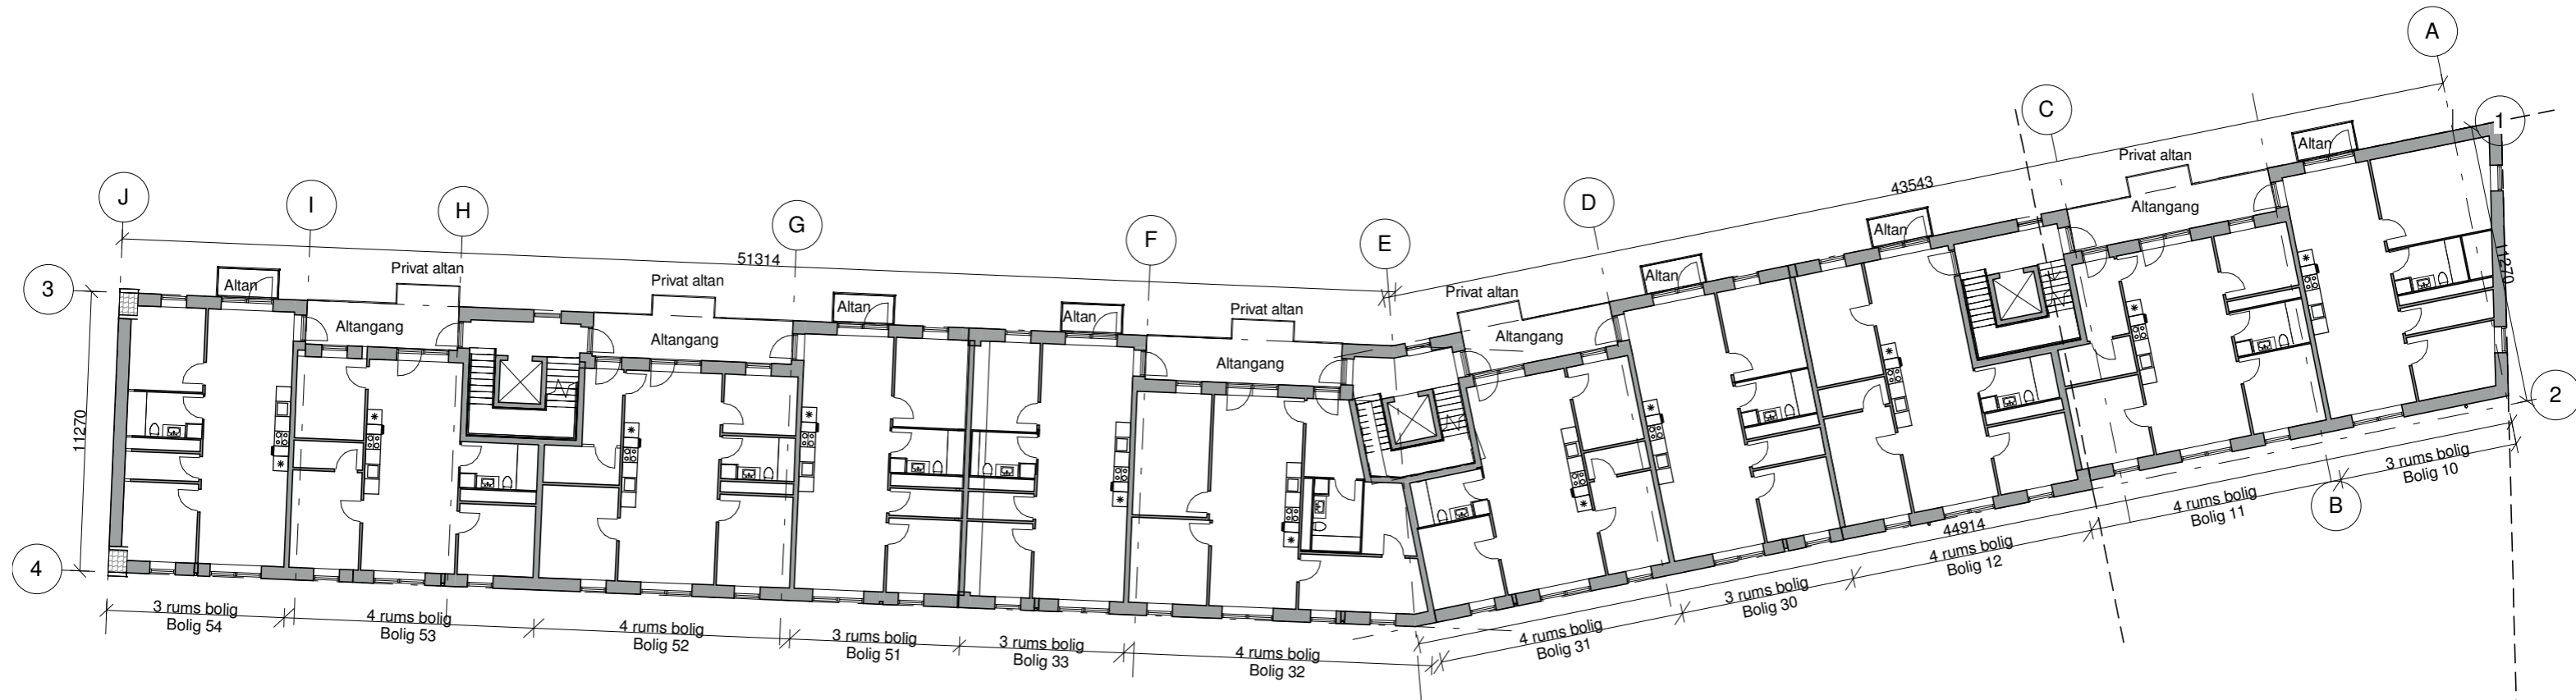 A
C
1
D
J
I
H
G
F
E
3
4
2
B
51314
43543
44914
11270
11270
Altan
Privat altan
Altangang
Privat altan
Altangang
Altan
Altan
Privat altan
Altangang
Privat altan
Altangang
Altan
Altan
Privat altan
Altangang
Altan
3 rums bolig
Bolig 54
4 rums bolig
Bolig 53
4 rums bolig
Bolig 52
3 rums bolig
Bolig 51
3 rums bolig
Bolig 33
4 rums bolig
Bolig 32
4 rums bolig
Bolig 31
3 rums bolig
Bolig 30
4 rums bolig
Bolig 12
4 rums bolig
Bolig 11
3 rums bolig
Bolig 10